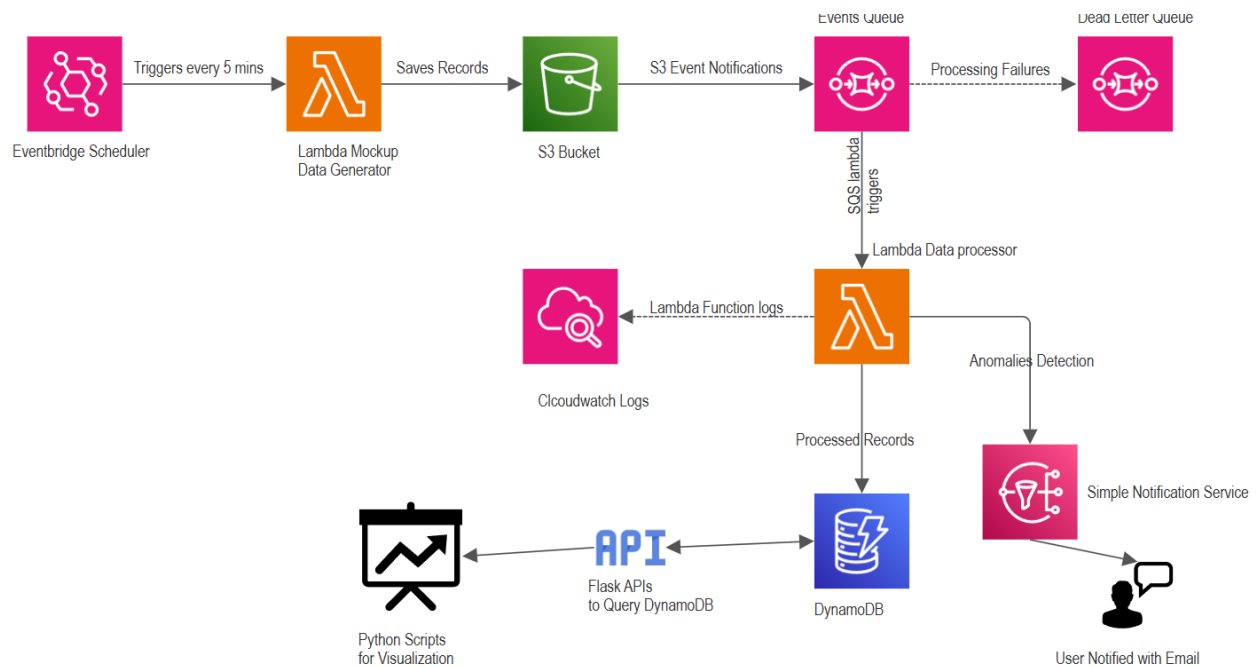 Events Queue
Dead Letter Queue
Triggers every 5 mins
Saves Records
S3 Event Notifications
Processing Failures
Eventbridge Scheduler
Lambda Mockup
Data Generator
S3 Bucket
SQS lambda
triggers
Lambda Data processor
Lambda Function logs
Anomalies Detection
Clcoudwatch Logs
Processed Records
Simple Notification Service
API
Flask APIs
to Query DynamoDB
DynamoDB
Python Scripts
for Visualization
User Notified with Email